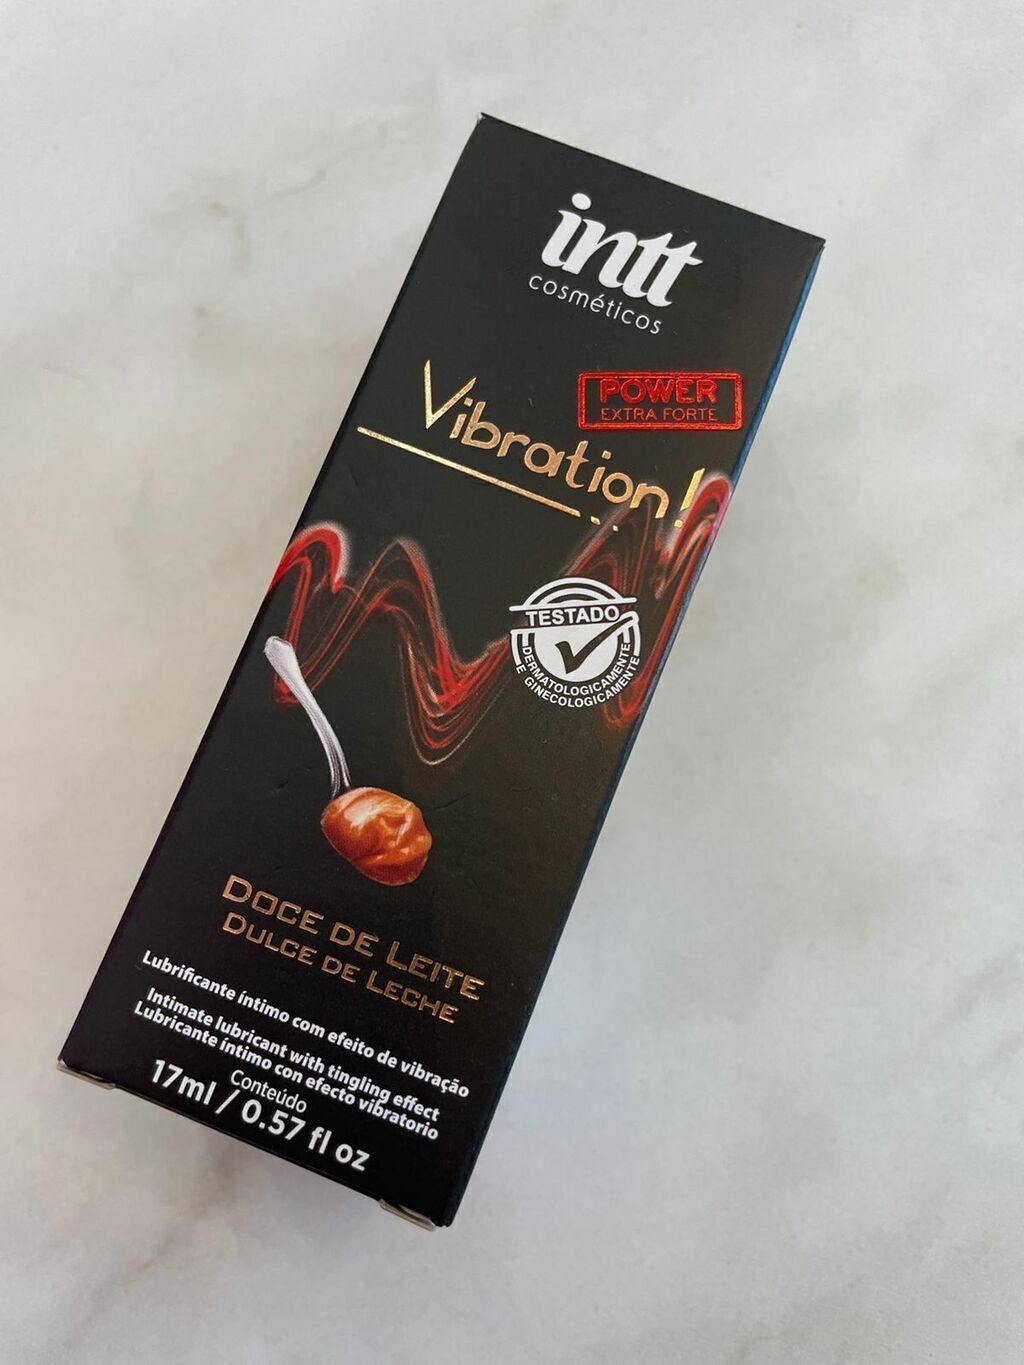 intt
cosméticos
POWER
EXTRA FORTE
Vibration!
TESTADO
DERMATOLOGICAMENTE
E GINECOLOGICAMENTE
DOCE DE LEITE
DULCE DE LECHE
Lubrificante íntimo com efeito de vibração
Intimate lubricant with tingling effect
Lubricante íntimo con efecto vibratorio
Conteúdo
17ml / 0.57 fl oz